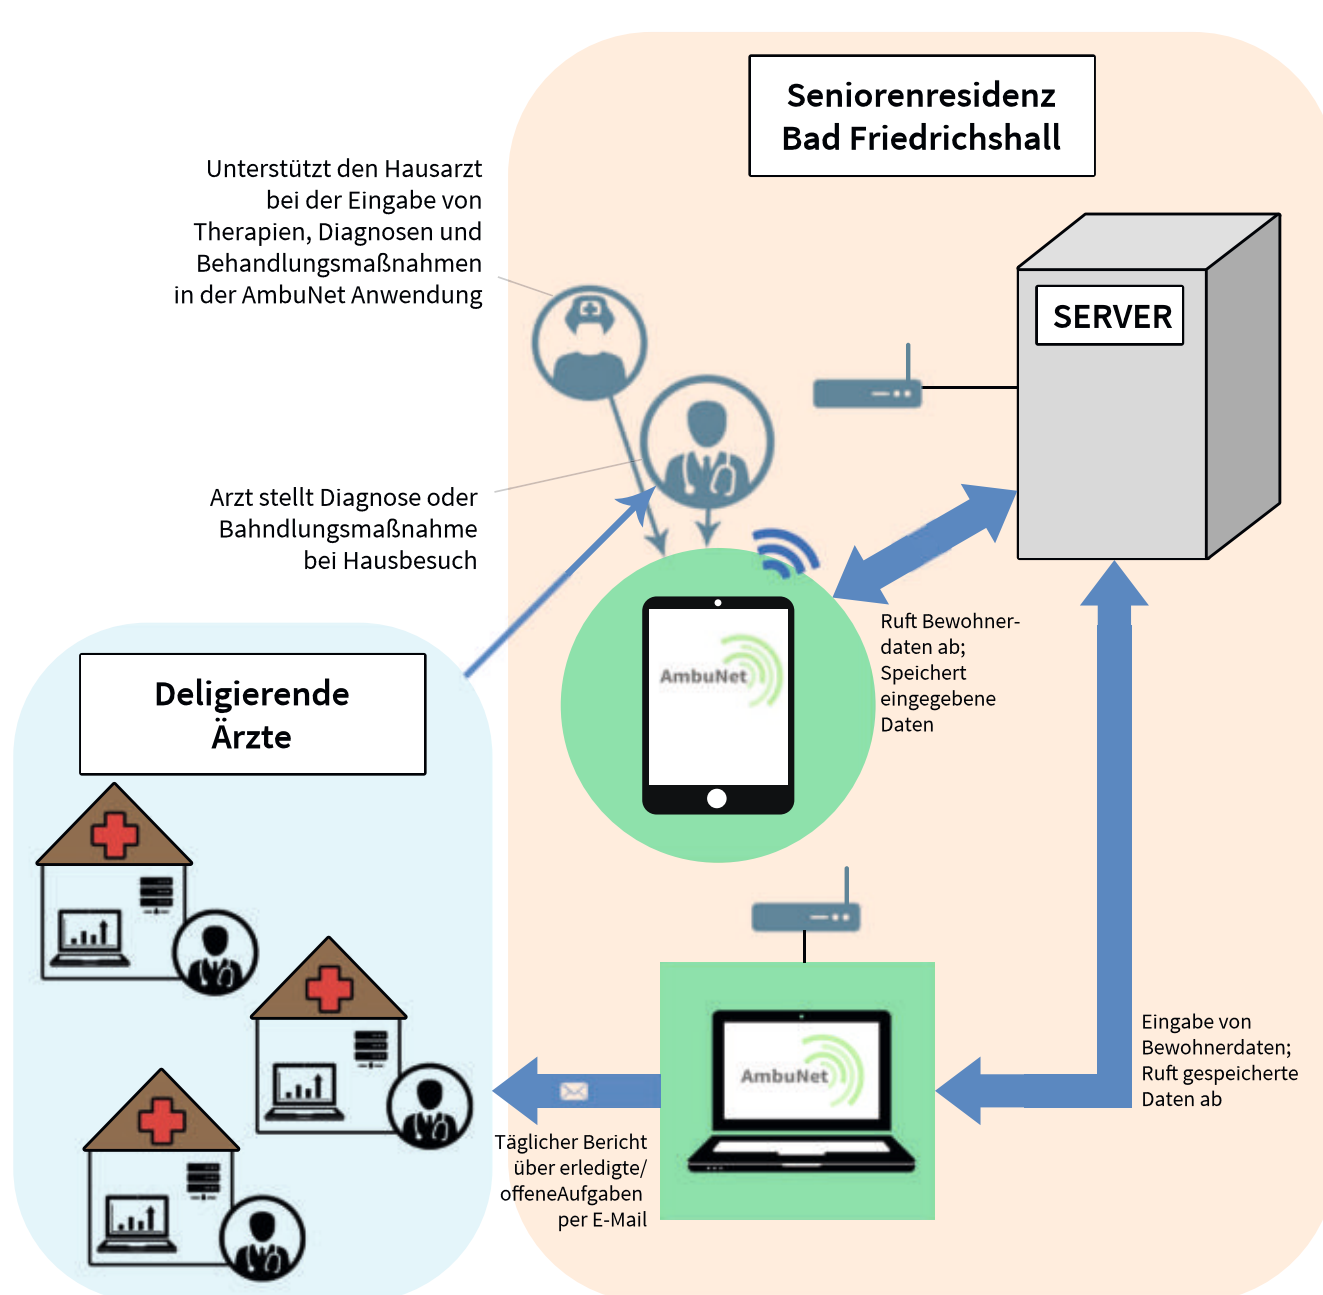 Seniorenresidenz
Bad Friedrichshall
Unterstützt den Hausarzt
bei der Eingabe von
Therapien, Diagnosen und
Behandlungsmaßnahmen
in der AmbuNet Anwendung
SERVER
Arzt stellt Diagnose oder
Bahndlungsmaßnahme
bei Hausbesuch
Ruft Bewohner-
daten ab;
Speichert
eingegebene
Daten
AmbuNet
Deligierende
Ärzte
Eingabe von
Bewohnerdaten;
Ruft gespeicherte
Daten ab
AmbuNet
Täglicher Bericht
über erledigte/
offeneAufgaben
per E-Mail